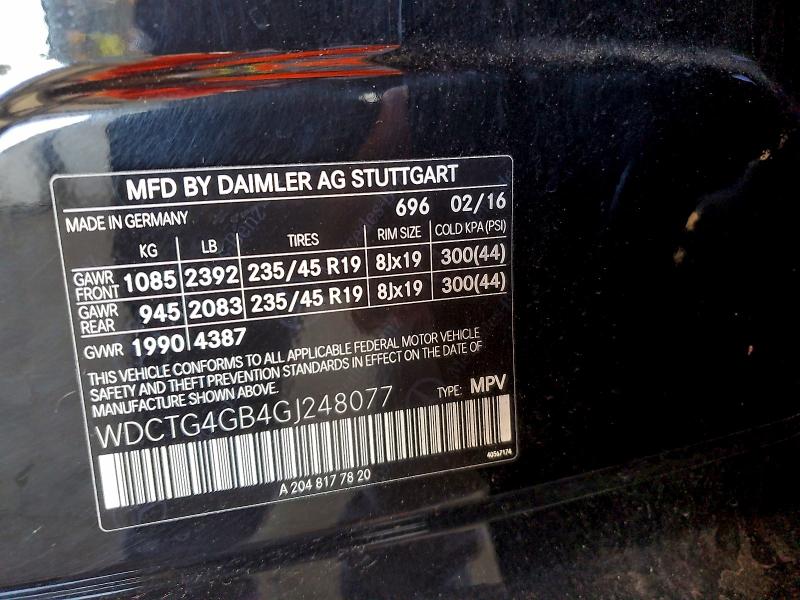 MFD BY DAIMLER AG STUTTGART
MADE IN GERMANY 696 02/16
KG LB TIRES RIM SIZE COLD KPA (PSI)
GAWR FRONT 1085 2392 235/45 R19 8Jx19 300(44)
GAWR REAR 945 2083 235/45 R19 8Jx19 300(44)
GVWR 1990 4387
THIS VEHICLE CONFORMS TO ALL APPLICABLE FEDERAL MOTOR VEHICLE
SAFETY AND THEFT PREVENTION STANDARDS IN EFFECT ON THE DATE OF
MANUFACTURE SHOWN ABOVE.
TYPE: MPV
WDCTG4GB4GJ248077
40567174
A 204 817 78 20